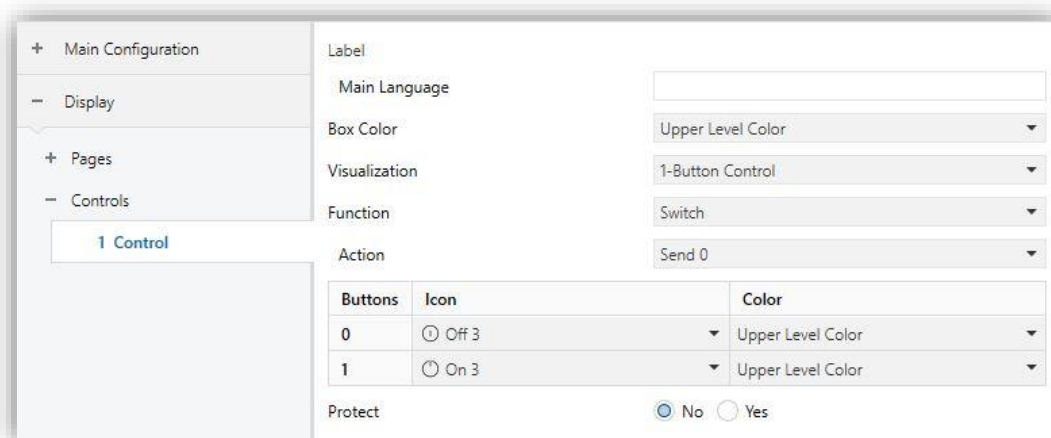 + Main Configuration
− Display
+ Pages
− Controls
1 Control
Label
Main Language
Box Color Upper Level Color
Visualization 1-Button Control
Function Switch
Action Send 0
Buttons Icon Color
0 Off 3 Upper Level Color
1 On 3 Upper Level Color
Protect No Yes